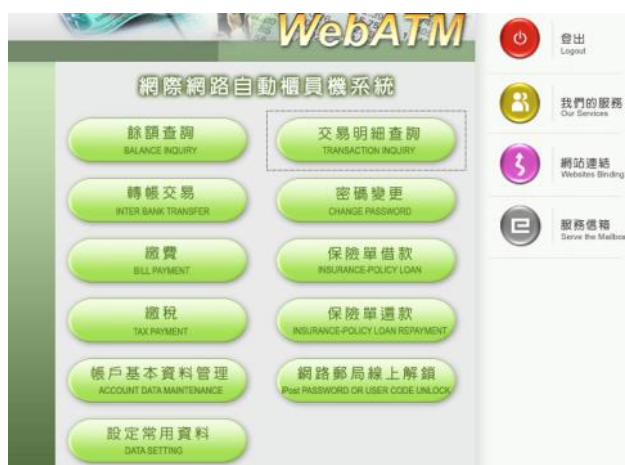 WebATM
網際網路自動櫃員機系統
餘額查詢
BALANCE INQUIRY
交易明細查詢
TRANSACTION INQUIRY
轉帳交易
INTER BANK TRANSFER
密碼變更
CHANGE PASSWORD
繳費
BILL PAYMENT
保險單借款
INSURANCE-POLICY LOAN
繳稅
TAX PAYMENT
保險單還款
INSURANCE-POLICY LOAN REPAYMENT
帳戶基本資料管理
ACCOUNT DATA MAINTENANCE
網路郵局線上解鎖
iPost PASSWORD OR USER CODE UNLOCK
設定常用資料
DATA SETTING
登出
Logout
我們的服務
Our Services
網站連結
Websites Binding
服務信箱
Serve the Mailbox